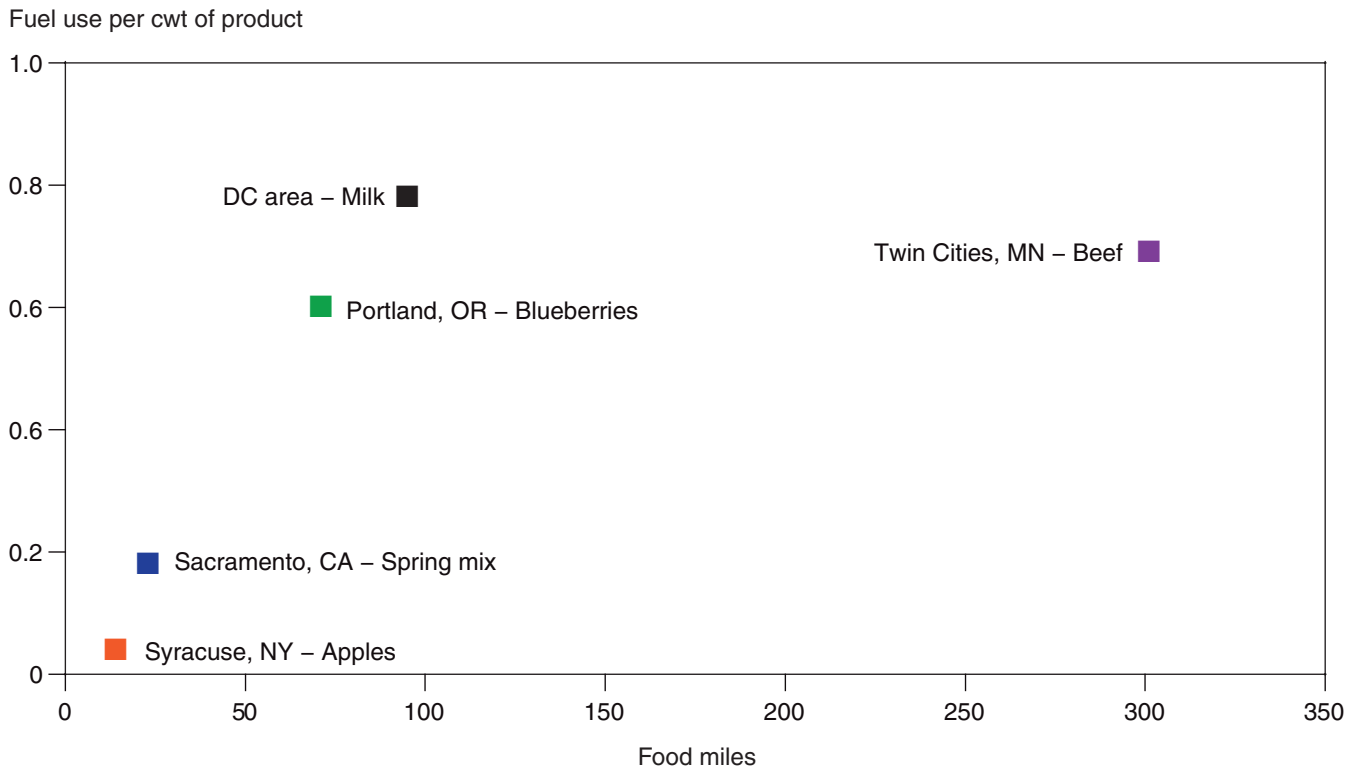 Fuel use per cwt of product
1.0
0.8
DC area – Milk
Twin Cities, MN – Beef
0.6
Portland, OR – Blueberries
0.6
0.2
Sacramento, CA – Spring mix
Syracuse, NY – Apples
0
0 50 100 150 200 250 300 350
Food miles